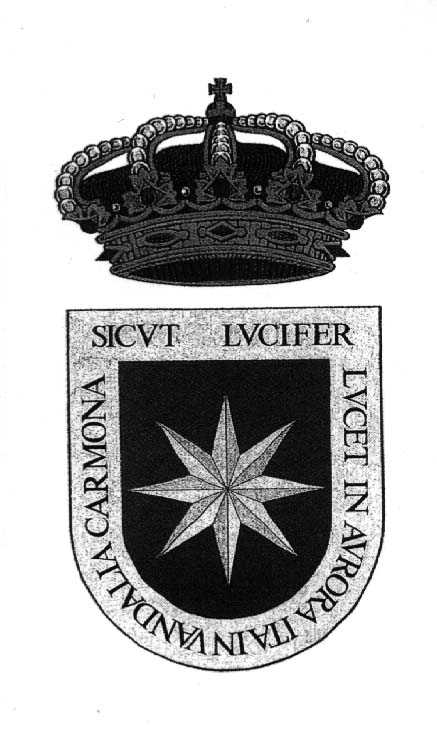 SICVT LVCIFER LVCET IN AVRORA ITA IN VANDALIA CARMONA